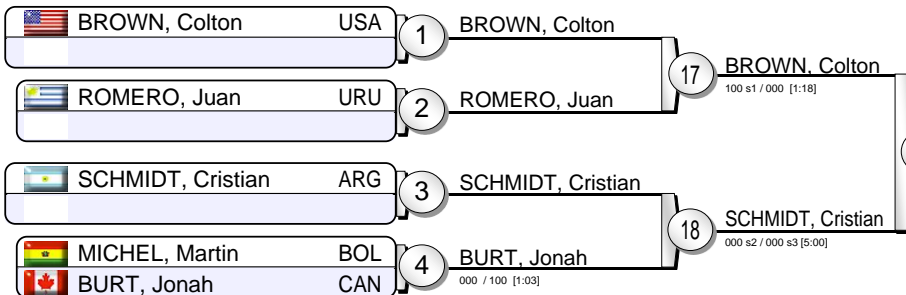 BROWN, Colton USA
1
BROWN, Colton
17
BROWN, Colton
100 s1 / 000 [1:18]
ROMERO, Juan URU
2
ROMERO, Juan
SCHMIDT, Cristian ARG
3
SCHMIDT, Cristian
18
SCHMIDT, Cristian
000 s2 / 000 s3 [5:00]
MICHEL, Martin BOL
BURT, Jonah CAN
4
BURT, Jonah
000 / 100 [1:03]